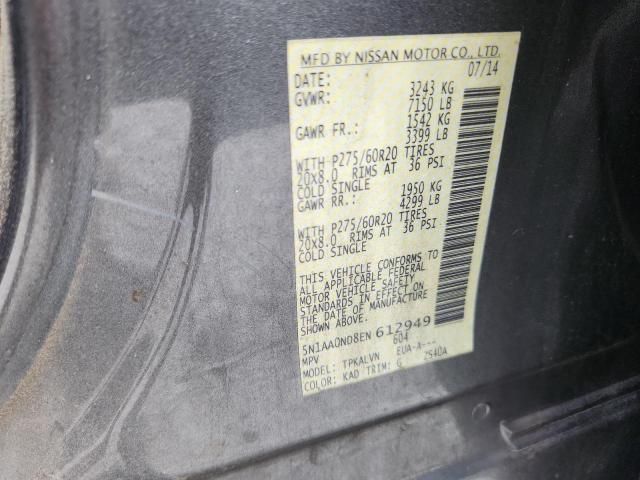 MFD BY NISSAN MOTOR CO., LTD.
DATE: 07/14
GVWR: 3243 KG
7150 LB
GAWR FR.: 1542 KG
3399 LB
WITH P275/60R20 TIRES
20X8.0 RIMS AT 36 PSI
COLD SINGLE
GAWR RR.: 1950 KG
4299 LB
WITH P275/60R20 TIRES
20X8.0 RIMS AT 36 PSI
COLD SINGLE
THIS VEHICLE CONFORMS TO
ALL APPLICABLE FEDERAL
MOTOR VEHICLE SAFETY
STANDARDS IN EFFECT ON
THE DATE OF MANUFACTURE
SHOWN ABOVE.
5N1AA0ND8EN 612949
MPV 604
MODEL: TPKALVN EUA-A---
COLOR: KAD TRIM: G 2540A